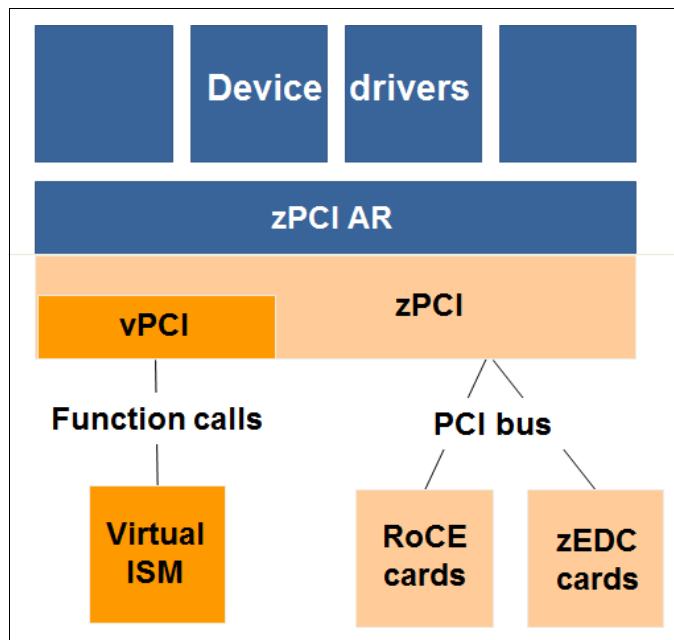 Device drivers
zPCI AR
vPCI
zPCI
Function calls
PCI bus
Virtual
ISM
RoCE
cards
zEDC
cards